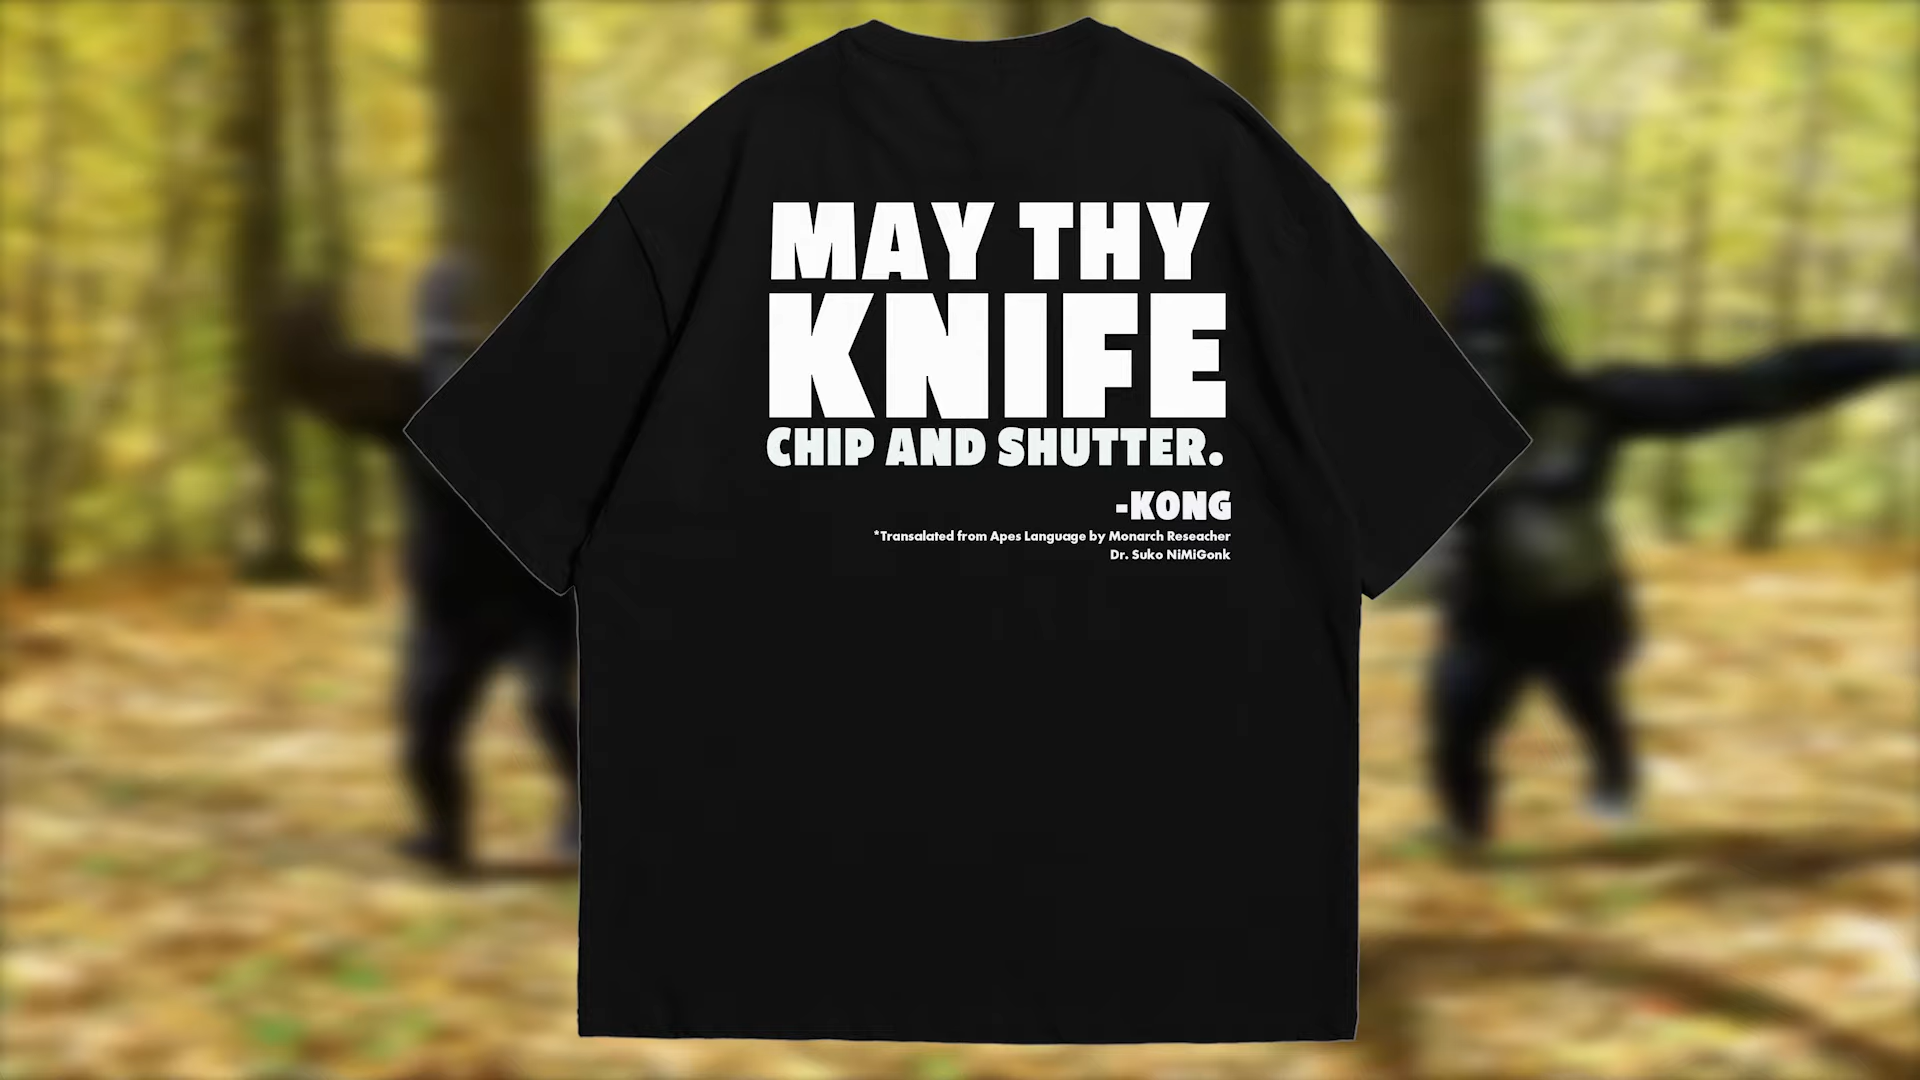 MAY THY
KNIFE
CHIP AND SHUTTER.
-KONG
*Transalated from Apes Language by Monarch Reseacher
Dr. Suko NiMiGonk